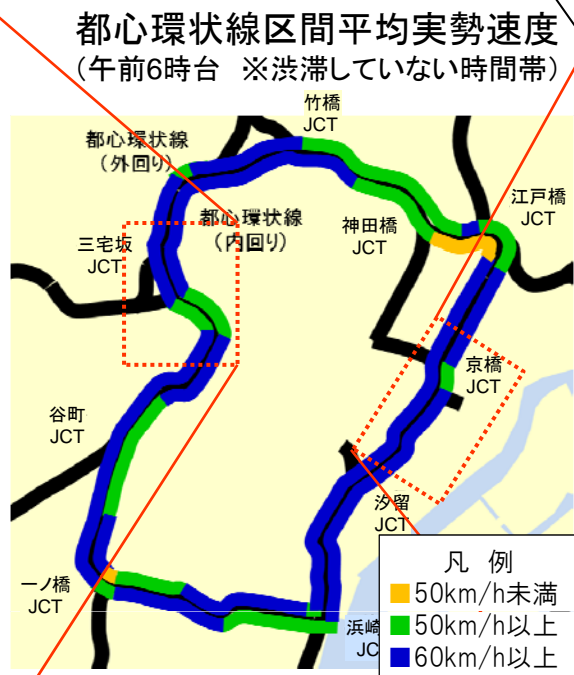 都心環状線区間平均実勢速度
(午前6時台 ※渋滞していない時間帯)
竹橋
JCT
都心環状線
(外回り)
江戸橋
JCT
都心環状線
(内回り)
神田橋
JCT
三宅坂
JCT
京橋
JCT
谷町
JCT
汐留
JCT
一ノ橋
JCT
浜崎
JC
凡 例
50km/h未満
50km/h以上
60km/h以上